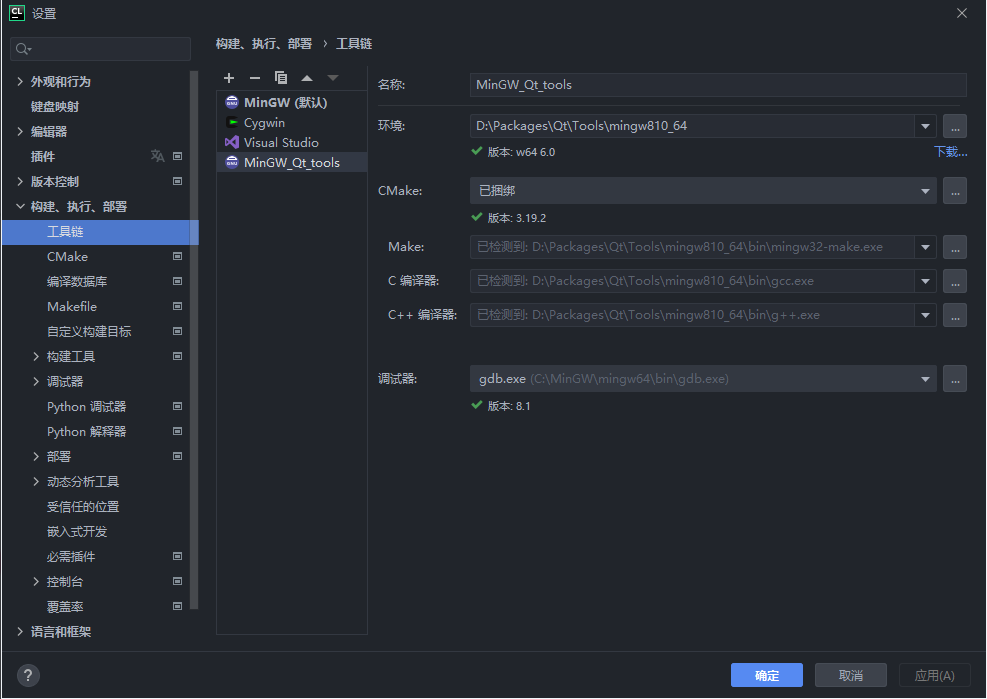 CL 设置
构建、执行、部署 › 工具链
外观和行为
键盘映射
编辑器
插件
版本控制
构建、执行、部署
工具链
CMake
编译数据库
Makefile
自定义构建目标
构建工具
调试器
Python 调试器
Python 解释器
部署
动态分析工具
受信任的位置
嵌入式开发
必需插件
控制台
覆盖率
语言和框架
MinGW (默认)
Cygwin
Visual Studio
MinGW_Qt_tools
名称: MinGW_Qt_tools
环境: D:\Packages\Qt\Tools\mingw810_64 ...
版本: w64 6.0 下载...
CMake: 已捆绑 ...
版本: 3.19.2
Make: 已检测到: D:\Packages\Qt\Tools\mingw810_64\bin\mingw32-make.exe ...
C 编译器: 已检测到: D:\Packages\Qt\Tools\mingw810_64\bin\gcc.exe ...
C++ 编译器: 已检测到: D:\Packages\Qt\Tools\mingw810_64\bin\g++.exe ...
调试器: gdb.exe (C:\MinGW\mingw64\bin\gdb.exe) ...
版本: 8.1
? 确定 取消 应用(A)